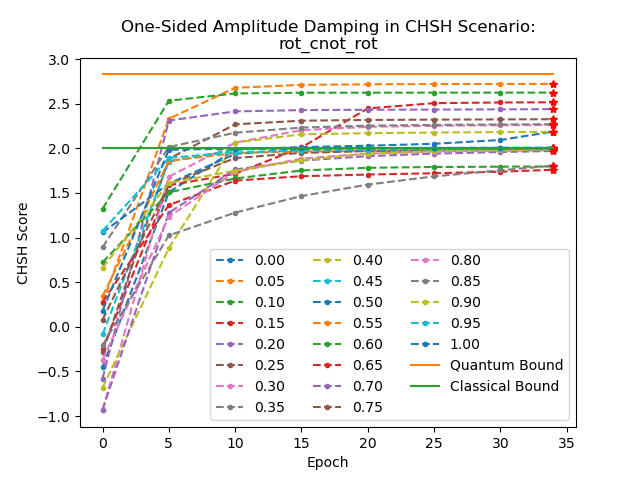 One-Sided Amplitude Damping in CHSH Scenario:
rot_cnot_rot
CHSH Score
3.0
2.5
2.0
1.5
1.0
0.5
0.0
−0.5
−1.0
0.00 0.40 0.80
0.05 0.45 0.85
0.10 0.50 0.90
0.15 0.55 0.95
0.20 0.60 1.00
0.25 0.65 Quantum Bound
0.30 0.70 Classical Bound
0.35 0.75
0 5 10 15 20 25 30 35
Epoch